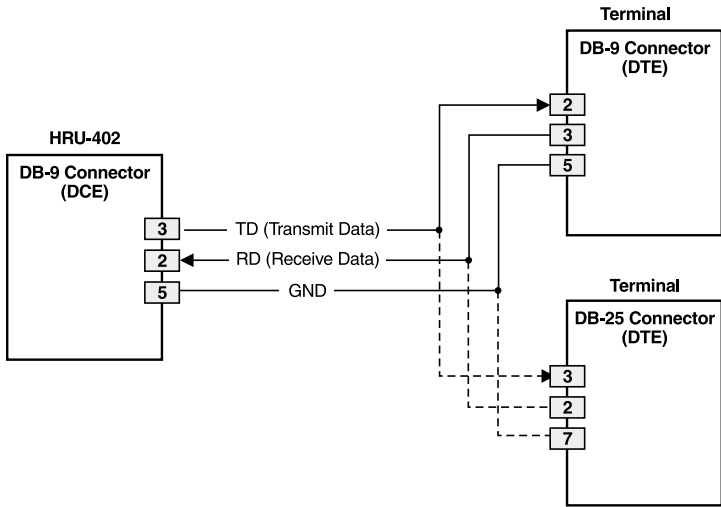 Terminal
DB-9 Connector
(DTE)
2
3
5
HRU-402
DB-9 Connector
(DCE)
3
TD (Transmit Data)
2
RD (Receive Data)
5
GND
Terminal
DB-25 Connector
(DTE)
3
2
7